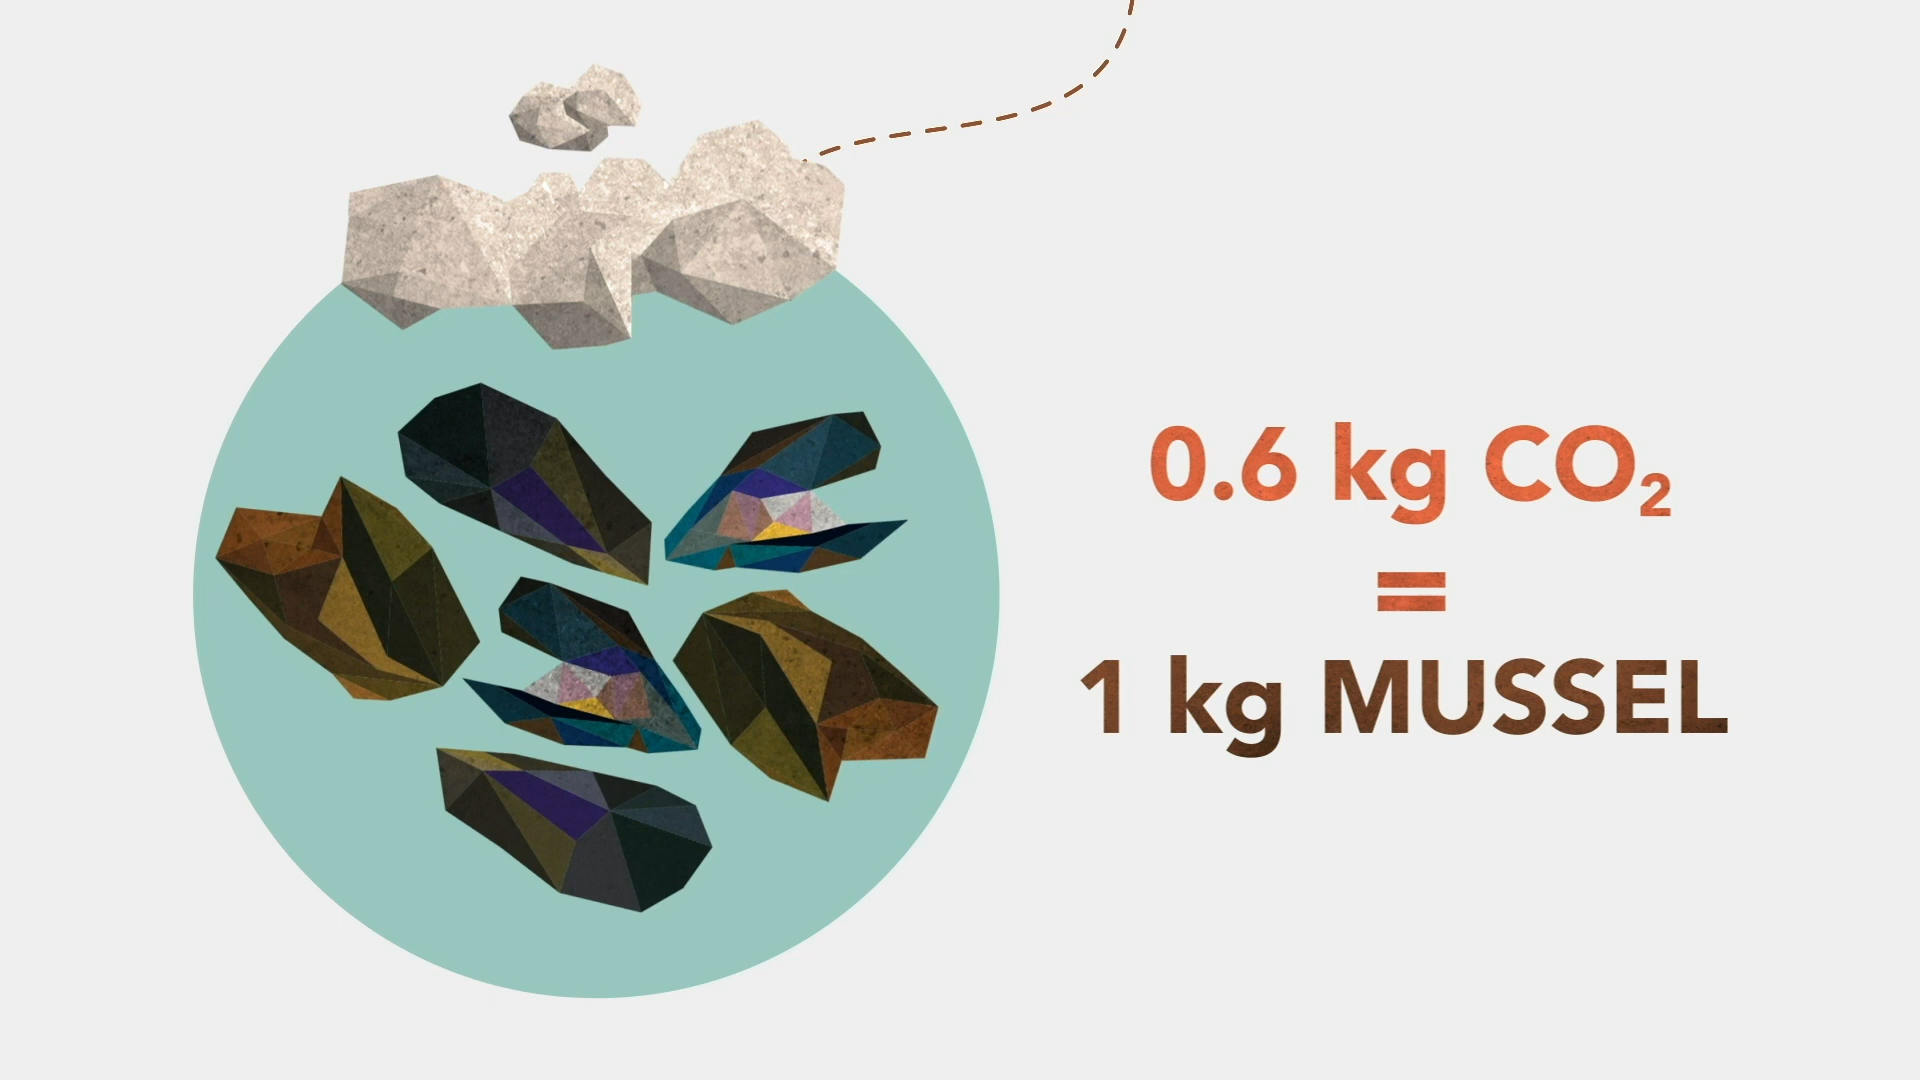 0.6 kg CO₂
=
1 kg MUSSEL